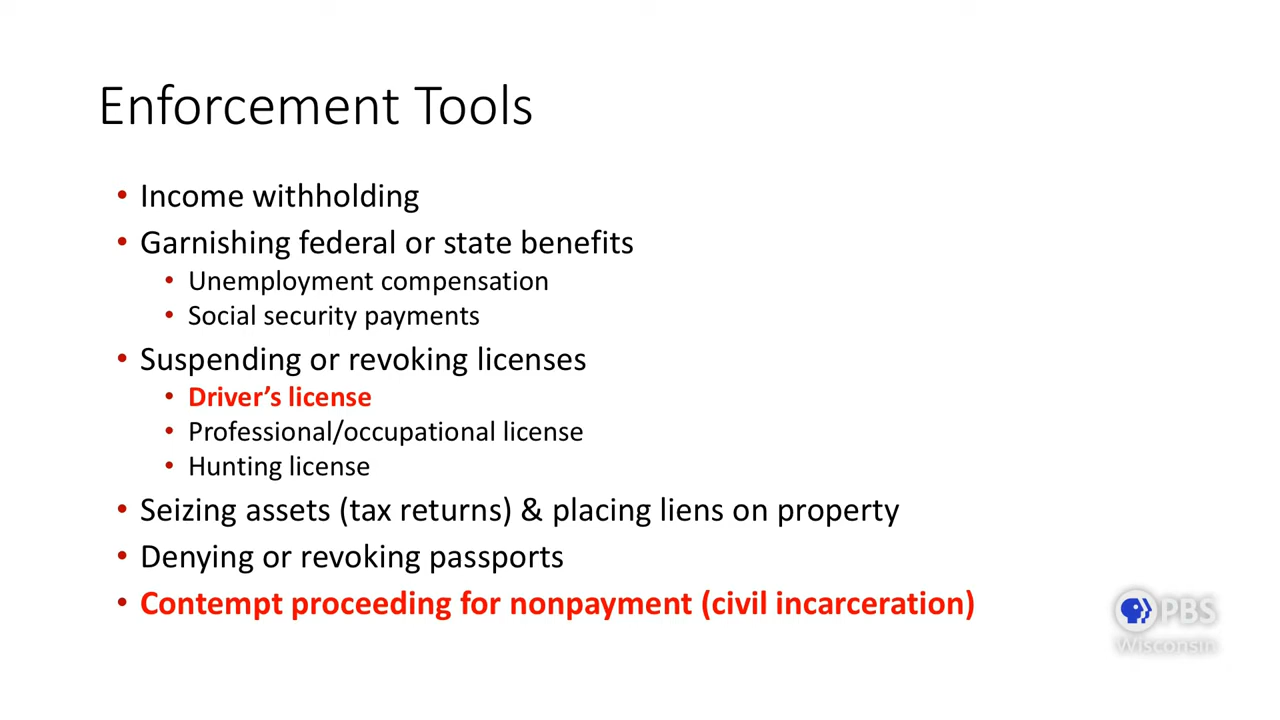 Enforcement Tools
• Income withholding
• Garnishing federal or state benefits
• Unemployment compensation
• Social security payments
• Suspending or revoking licenses
• Driver’s license
• Professional/occupational license
• Hunting license
• Seizing assets (tax returns) & placing liens on property
• Denying or revoking passports
• Contempt proceeding for nonpayment (civil incarceration)
PBS
Wisconsin